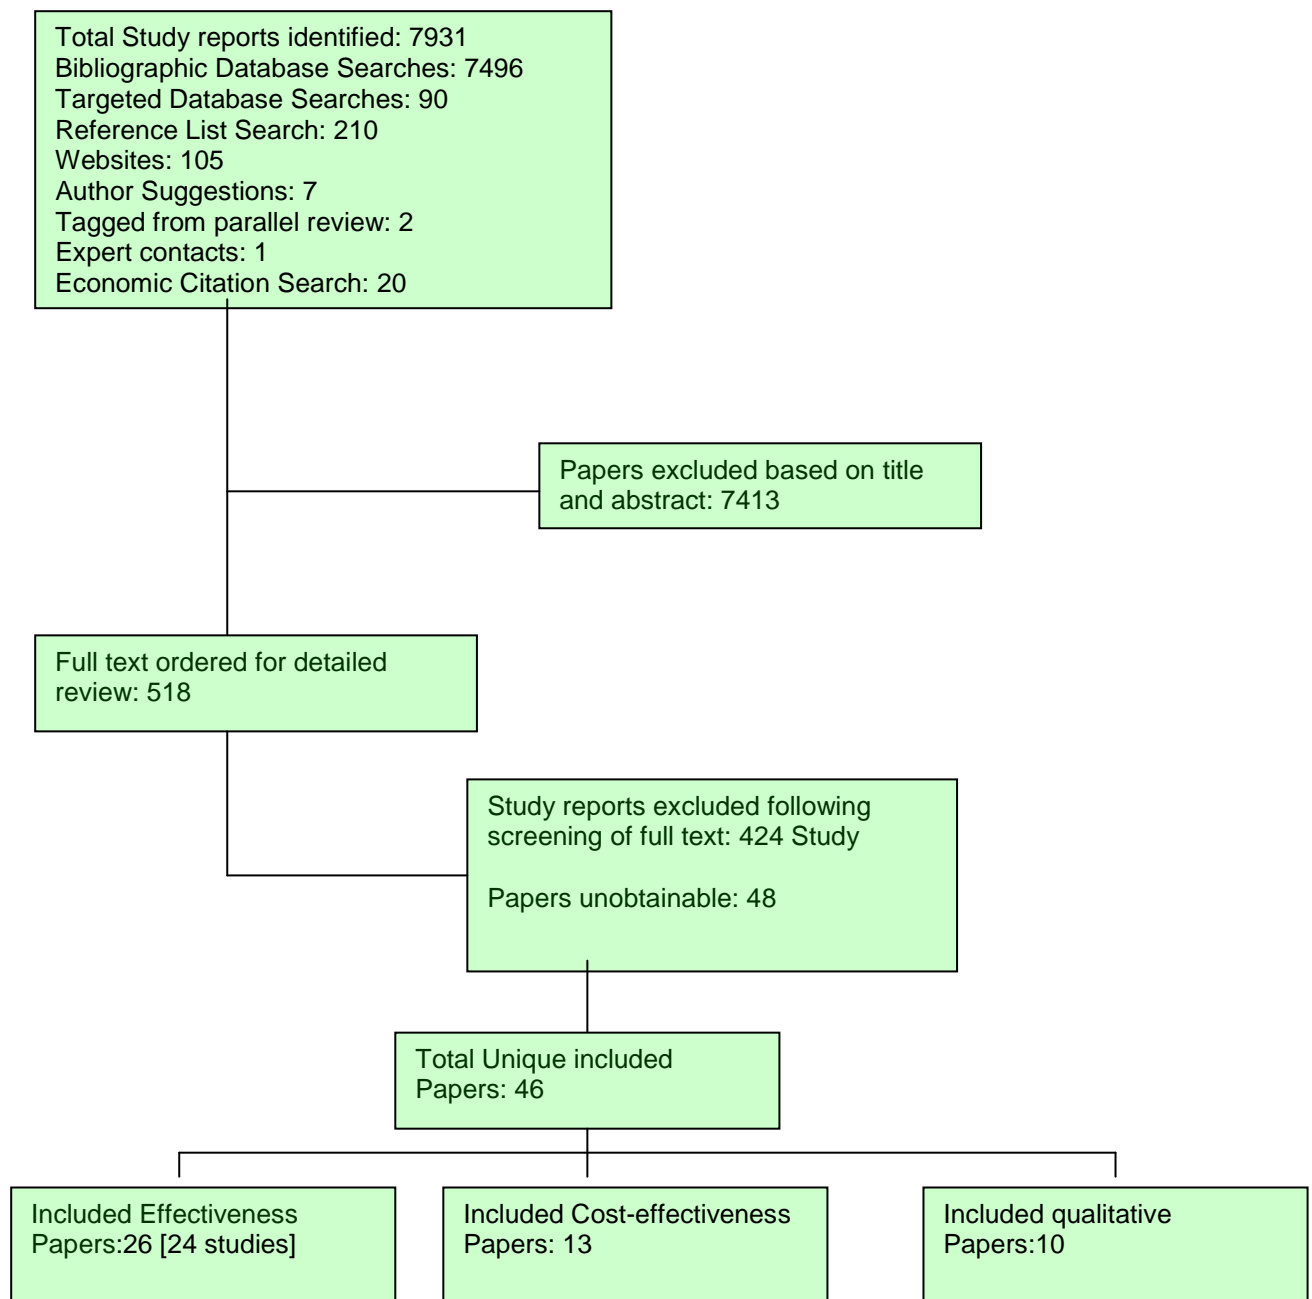 Total Study reports identified: 7931
Bibliographic Database Searches: 7496
Targeted Database Searches: 90
Reference List Search: 210
Websites: 105
Author Suggestions: 7
Tagged from parallel review: 2
Expert contacts: 1
Economic Citation Search: 20
Papers excluded based on title
and abstract: 7413
Full text ordered for detailed
review: 518
Study reports excluded following
screening of full text: 424 Study
Papers unobtainable: 48
Total Unique included
Papers: 46
Included Effectiveness
Papers:26 [24 studies]
Included Cost-effectiveness
Papers: 13
Included qualitative
Papers:10